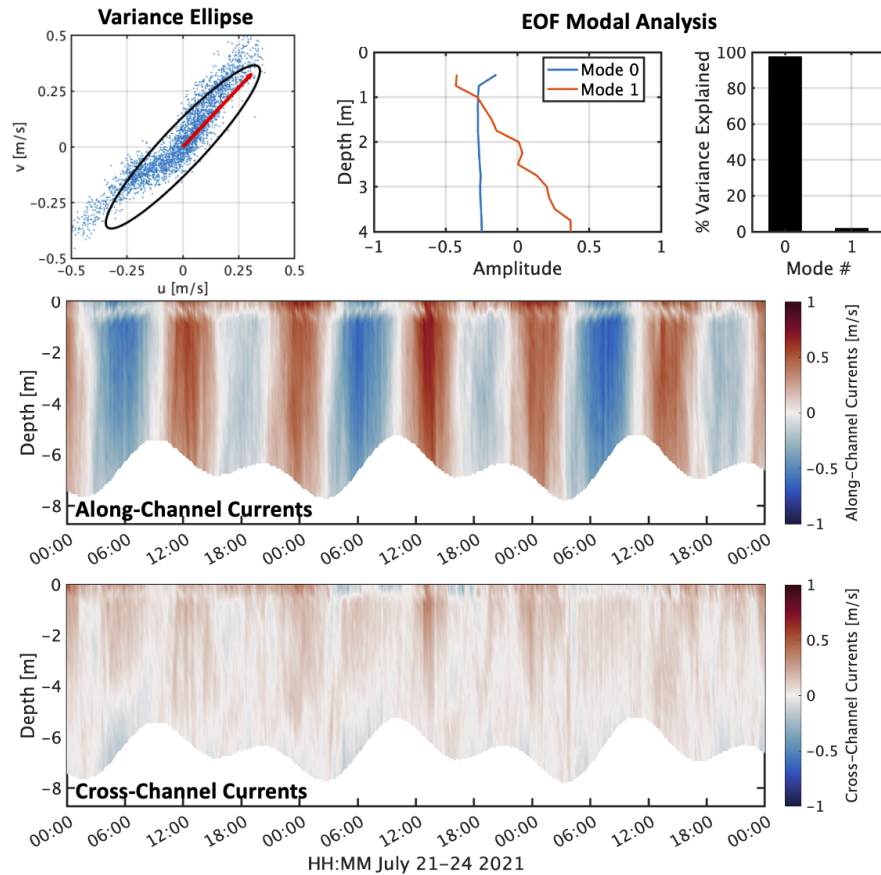 Variance Ellipse
EOF Modal Analysis
0.5
0.25
0
−0.25
−0.5
v [m/s]
−0.5 −0.25 0 0.25 0.5
u [m/s]
0
1
2
3
4
Depth [m]
Mode 0
Mode 1
−1 −0.5 0 0.5 1
Amplitude
100
80
60
40
20
0
% Variance Explained
0 1
Mode #
0
−2
−4
−6
−8
Depth [m]
Along-Channel Currents
00:00 06:00 12:00 18:00 00:00 06:00 12:00 18:00 00:00 06:00 12:00 18:00 00:00
1
0.5
0
−0.5
−1
Along−Channel Currents [m/s]
0
−2
−4
−6
−8
Depth [m]
Cross-Channel Currents
00:00 06:00 12:00 18:00 00:00 06:00 12:00 18:00 00:00 06:00 12:00 18:00 00:00
HH:MM July 21−24 2021
1
0.5
0
−0.5
−1
Cross−Channel Currents [m/s]